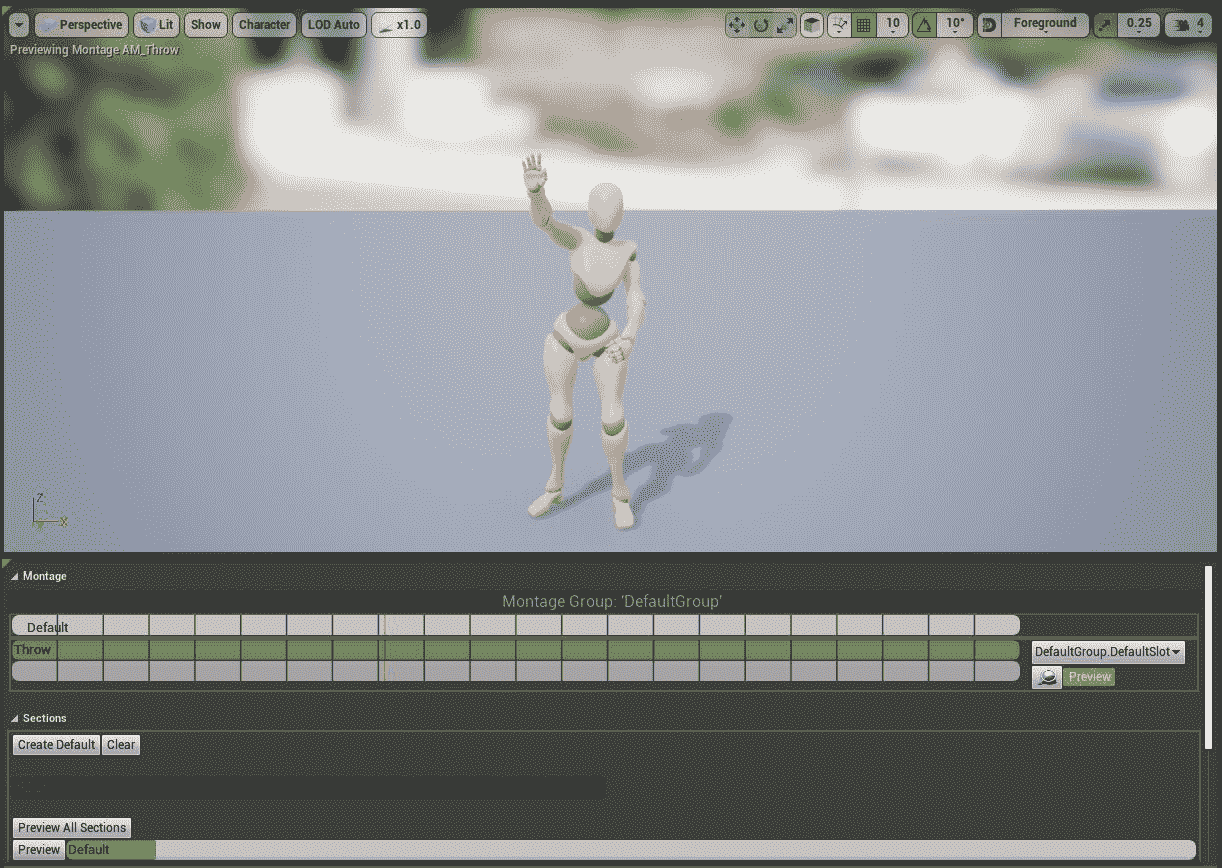 Perspective Lit Show Character LOD Auto x1.0 10 10° Foreground 0.25 4
Previewing Montage AM_Throw
Z
X
Montage
Montage Group: 'DefaultGroup'
Default
Throw
DefaultGroup.DefaultSlot
Preview
Sections
Create Default Clear
Preview All Sections
Preview Default